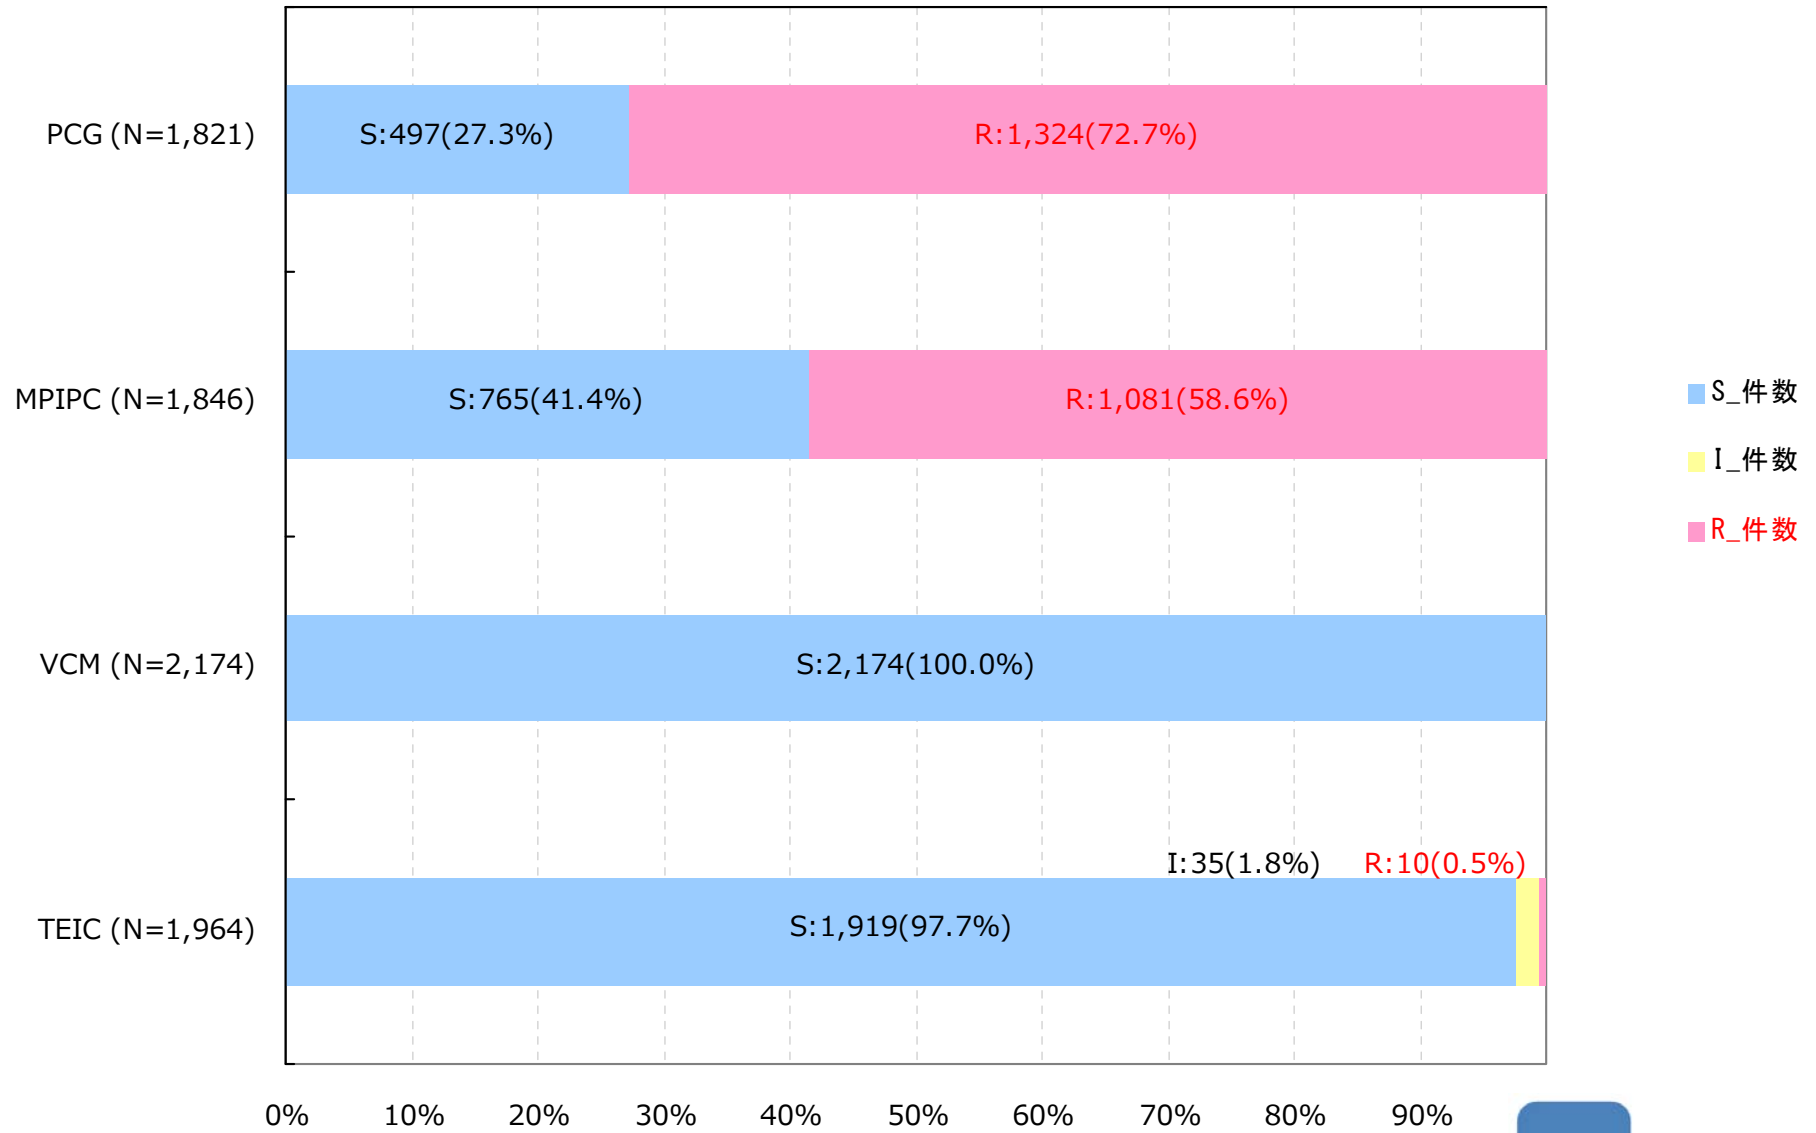 PCG (N=1,821)
S:497(27.3%)
R:1,324(72.7%)
MPIPC (N=1,846)
S:765(41.4%)
R:1,081(58.6%)
VCM (N=2,174)
S:2,174(100.0%)
I:35(1.8%)
R:10(0.5%)
TEIC (N=1,964)
S:1,919(97.7%)
0% 10% 20% 30% 40% 50% 60% 70% 80% 90%
S_件数
I_件数
R_件数